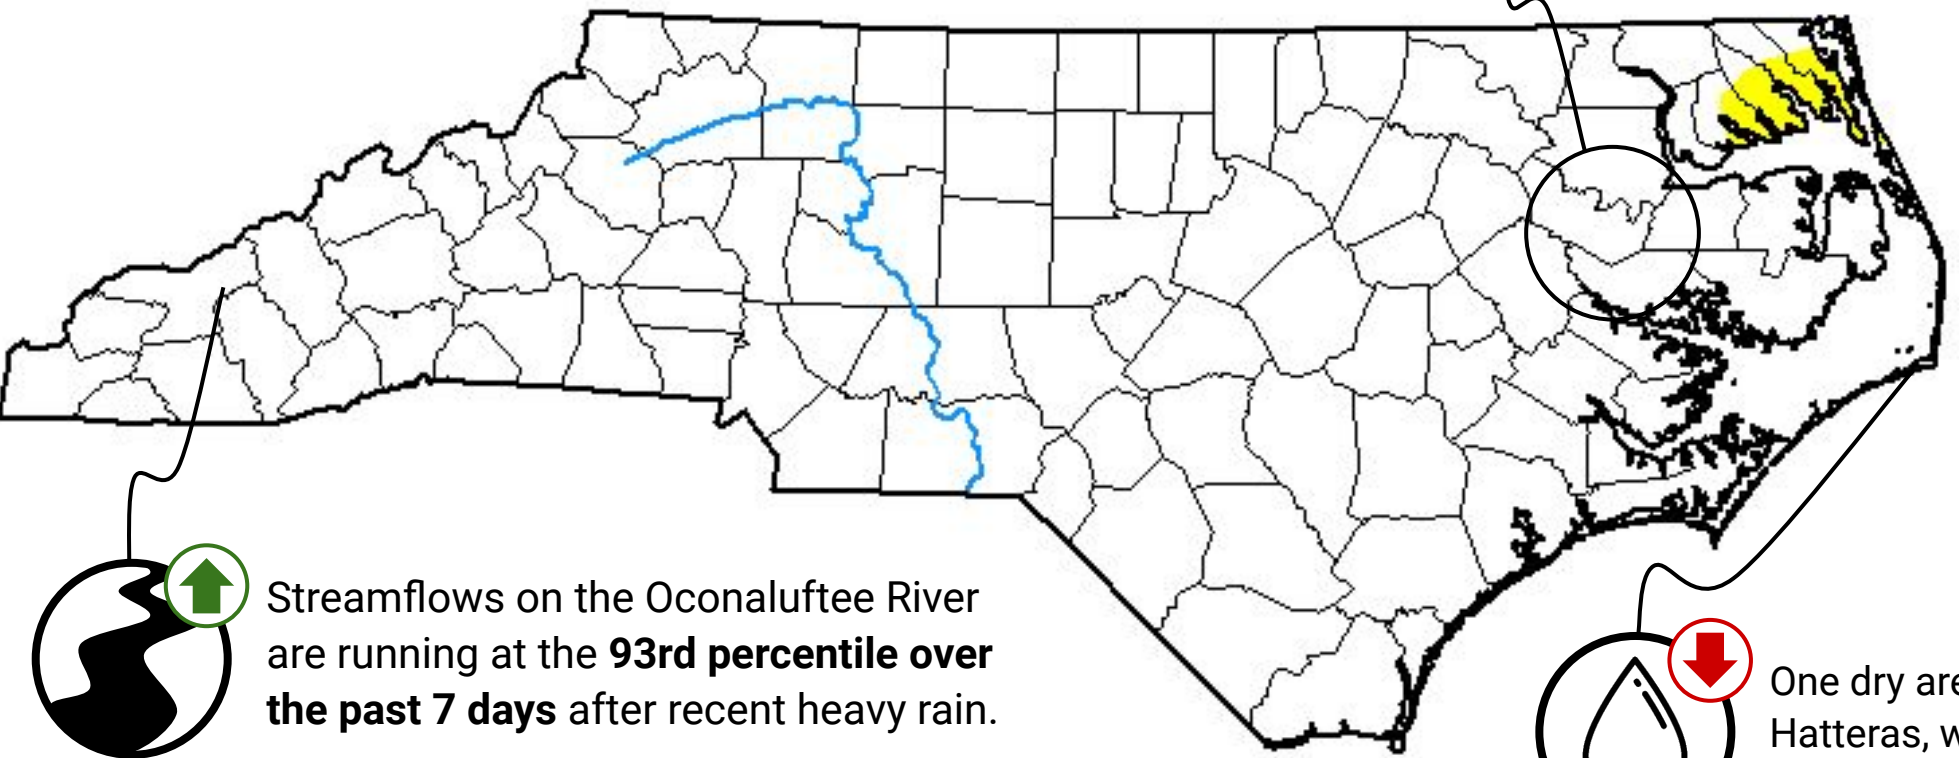 Streamflows on the Oconaluftee River
are running at the 93rd percentile over
the past 7 days after recent heavy rain.
One dry
Hatteras,